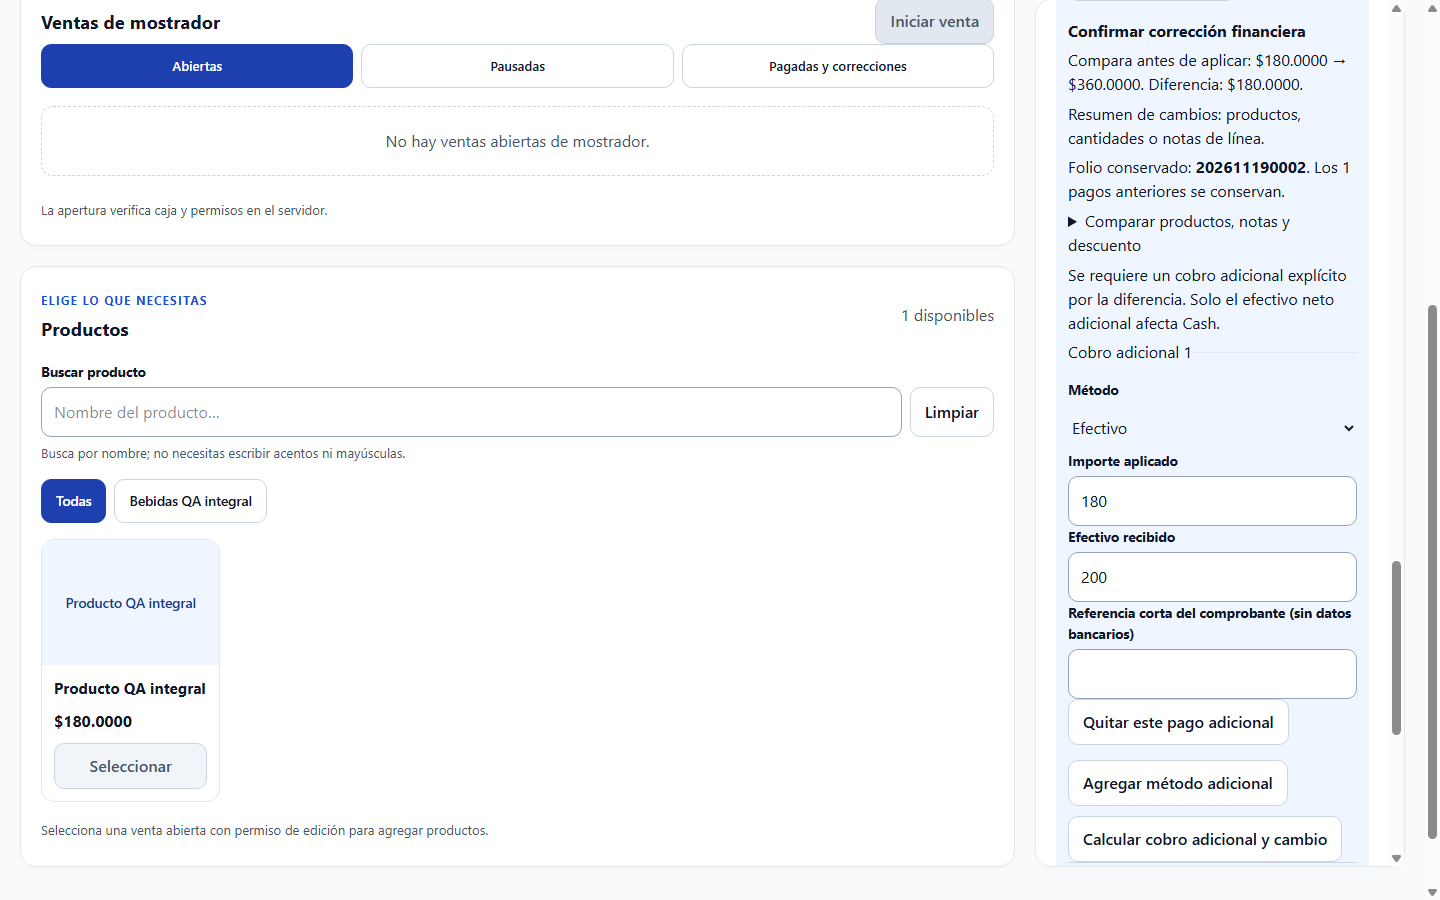 Ventas de mostrador
Iniciar venta
Abiertas
Pausadas
Pagadas y correcciones
No hay ventas abiertas de mostrador.
La apertura verifica caja y permisos en el servidor.
ELIGE LO QUE NECESITAS
Productos
1 disponibles
Buscar producto
Nombre del producto...
Limpiar
Busca por nombre; no necesitas escribir acentos ni mayúsculas.
Todas
Bebidas QA integral
Producto QA integral
Producto QA integral
$180.0000
Seleccionar
Selecciona una venta abierta con permiso de edición para agregar productos.
Confirmar corrección financiera
Compara antes de aplicar: $180.0000 →
$360.0000. Diferencia: $180.0000.
Resumen de cambios: productos,
cantidades o notas de línea.
Folio conservado: 202611190002. Los 1
pagos anteriores se conservan.
▶ Comparar productos, notas y
descuento
Se requiere un cobro adicional explícito
por la diferencia. Solo el efectivo neto
adicional afecta Cash.
Cobro adicional 1
Método
Efectivo
Importe aplicado
180
Efectivo recibido
200
Referencia corta del comprobante (sin datos
bancarios)
Quitar este pago adicional
Agregar método adicional
Calcular cobro adicional y cambio